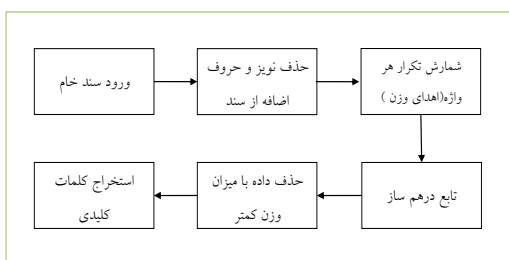 ورود سند خام
حذف نویز و حروف
اضافه از سند
شمارش تکرار هر
واژه(اهدای وزن )
تابع درهم ساز
حذف داده با میزان
وزن کمتر
استخراج کلمات
کلیدی